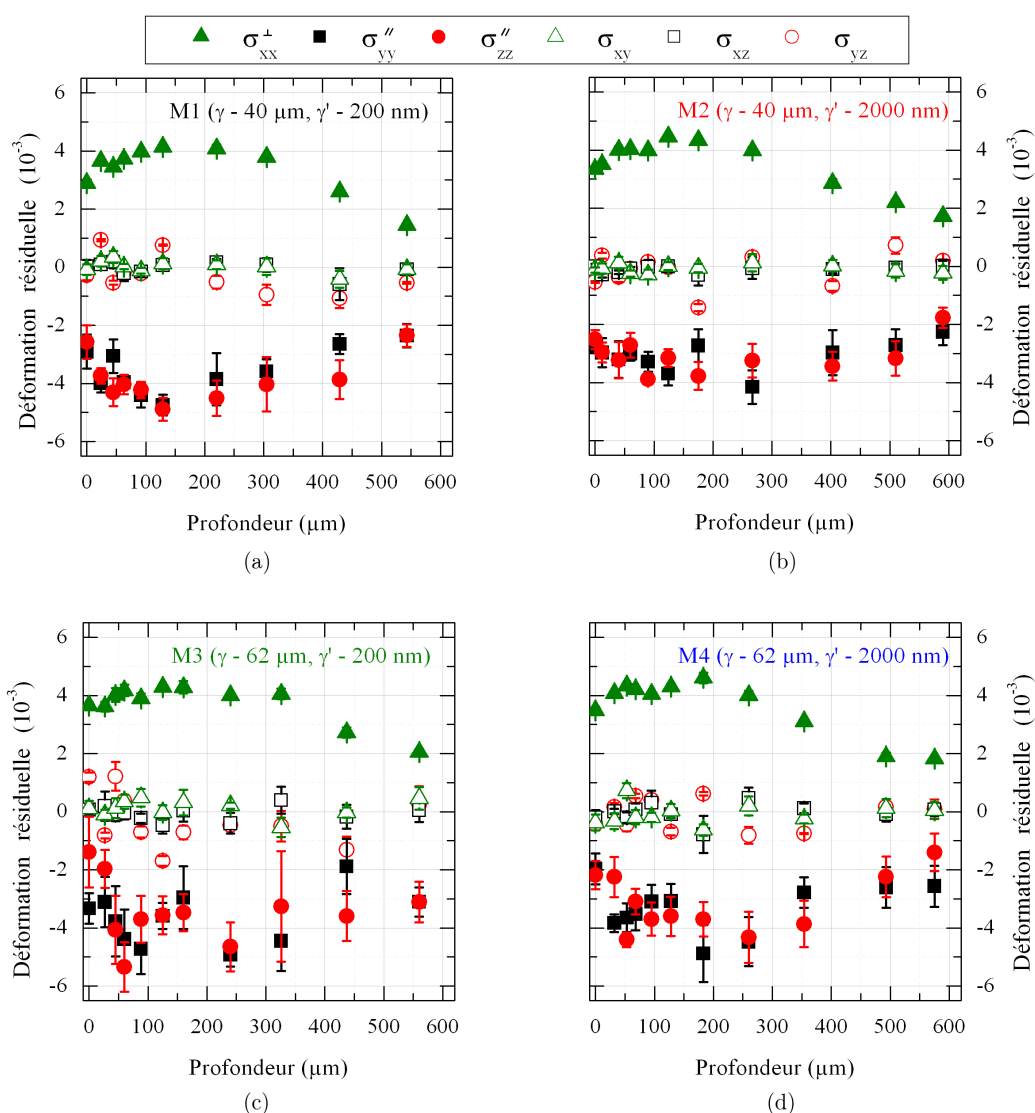 σ⊥xx σ″yy σ″zz σxy σxz σyz
M1 (γ - 40 μm, γ' - 200 nm)
6
4
2
0
-2
-4
-6
0 100 200 300 400 500 600
Déformation résiduelle (10⁻³)
Profondeur (μm)
(a)
M2 (γ - 40 μm, γ' - 2000 nm)
6
4
2
0
-2
-4
-6
0 100 200 300 400 500 600
Déformation résiduelle (10⁻³)
Profondeur (μm)
(b)
M3 (γ - 62 μm, γ' - 200 nm)
6
4
2
0
-2
-4
-6
0 100 200 300 400 500 600
Déformation résiduelle (10⁻³)
Profondeur (μm)
(c)
M4 (γ - 62 μm, γ' - 2000 nm)
6
4
2
0
-2
-4
-6
0 100 200 300 400 500 600
Déformation résiduelle (10⁻³)
Profondeur (μm)
(d)